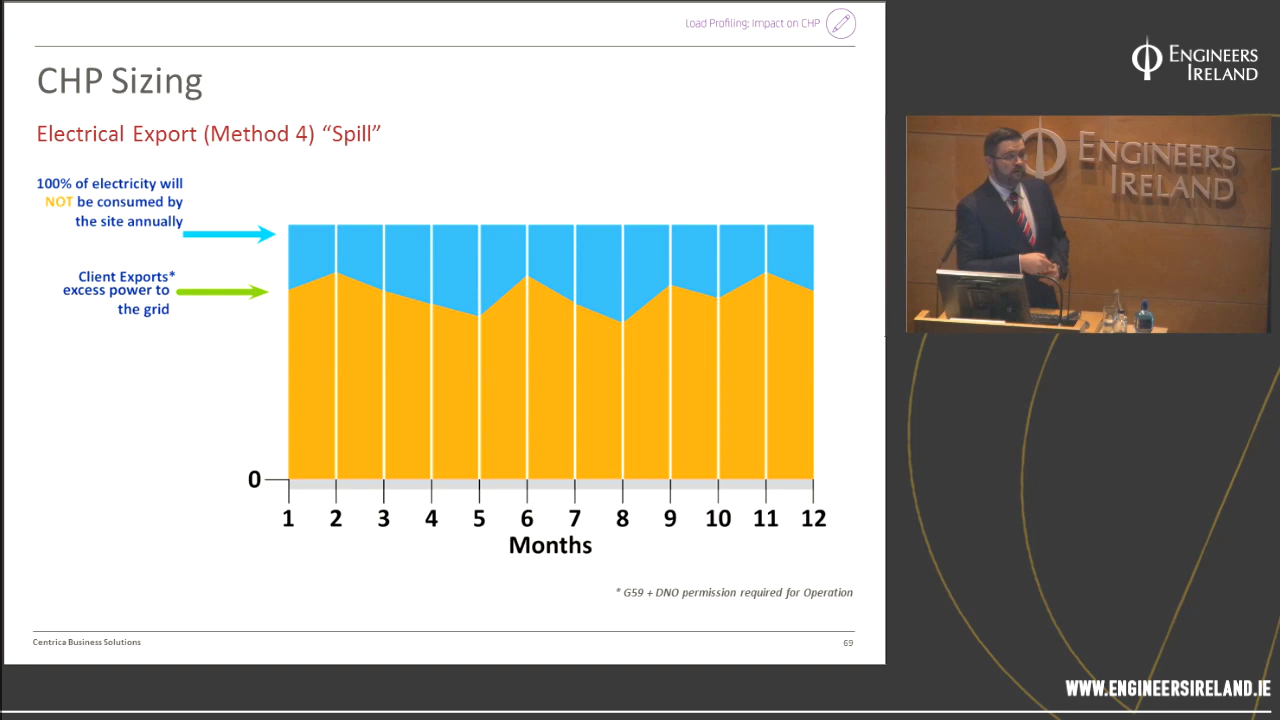 Load Profiling: Impact on CHP
CHP Sizing
Electrical Export (Method 4) “Spill”
100% of electricity will
NOT be consumed by
the site annually
Client Exports*
excess power to
the grid
0
1 2 3 4 5 6 7 8 9 10 11 12
Months
* G59 + DNO permission required for Operation
Centrica Business Solutions
69
ENGINEERS
IRELAND
ENGINEERS
IRELAND
WWW.ENGINEERSIRELAND.IE